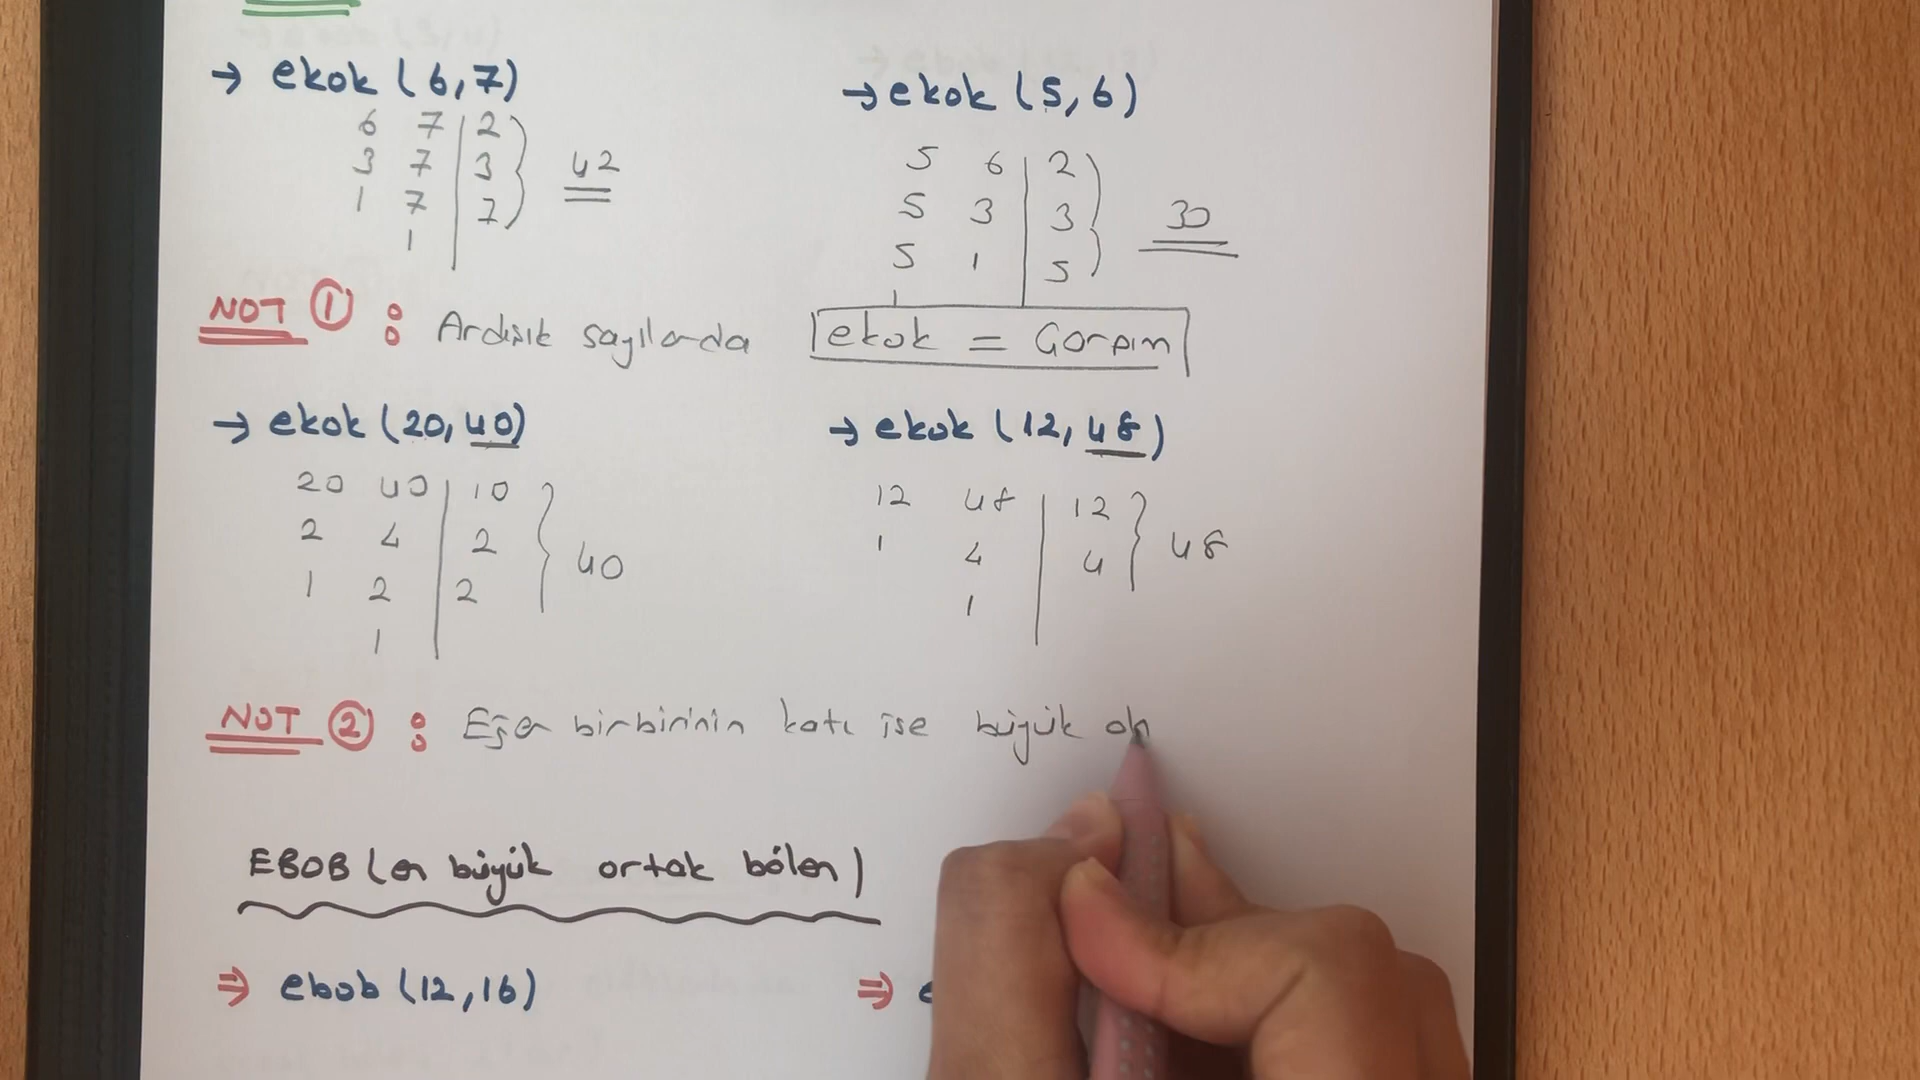 → ekok (6,7)
6 7 | 2
3 7 | 3
1 7 | 7
1
42
→ ekok (5,6)
5 6 | 2
5 3 | 3
5 1 | 5
1
30
NOT ① : Ardışık sayılarda ekok = Çarpım
→ ekok (20,40)
20 40 | 10
2 4 | 2
1 2 | 2
1
40
→ ekok (12,48)
12 48 | 12
1 4 | 4
1
48
NOT ② : Eğer birbirinin katı ise büyük
EBOB (en büyük ortak bölen)
⇒ ebob (12,16)
⇒ e